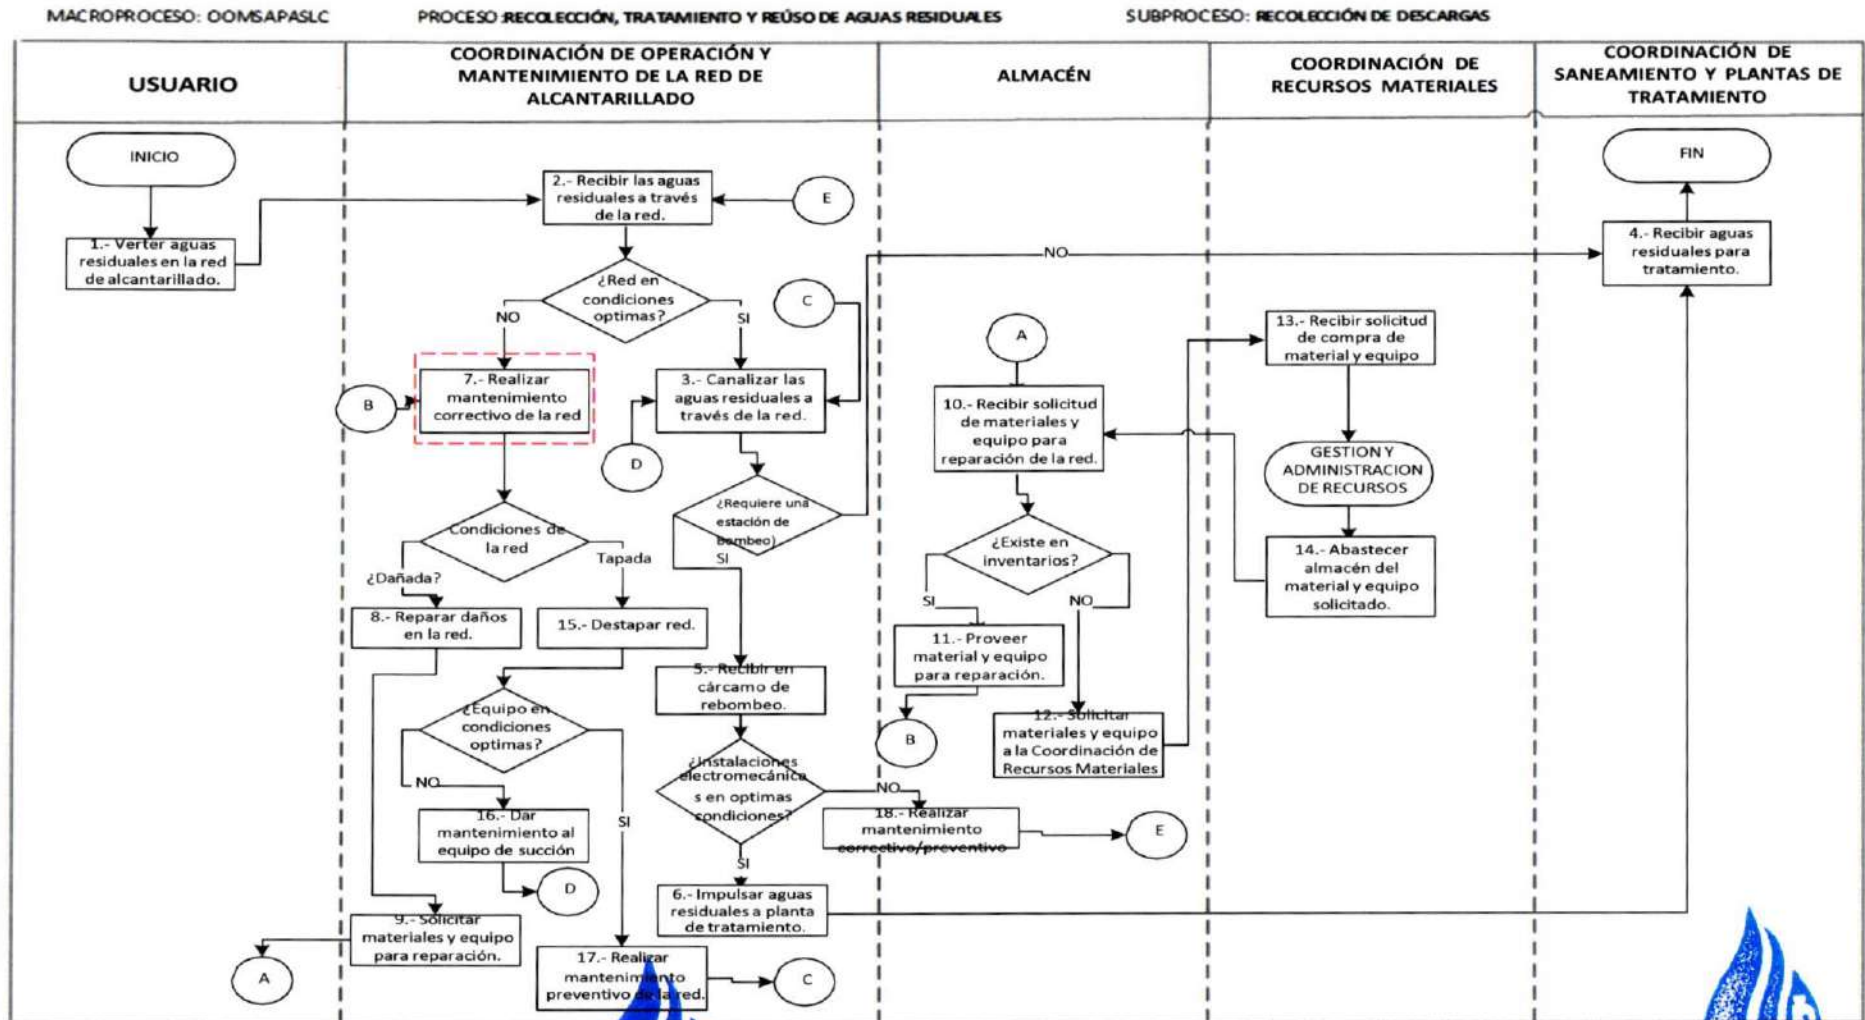 MACROPROCESO: OOMSAPASLC
PROCESO:RECOLECCIÓN, TRATAMIENTO Y REÚSO DE AGUAS RESIDUALES
SUBPROCESO: RECOLECCIÓN DE DESCARGAS
USUARIO
COORDINACIÓN DE OPERACIÓN Y
MANTENIMIENTO DE LA RED DE
ALCANTARILLADO
ALMACÉN
COORDINACIÓN DE
RECURSOS MATERIALES
COORDINACIÓN DE
SANEAMIENTO Y PLANTAS DE
TRATAMIENTO
INICIO
1.- Verter aguas
residuales en la red
de alcantarillado.
2.- Recibir las aguas
residuales a través
de la red.
E
¿Red en
condiciones
optimas?
NO
SI
C
7.- Realizar
mantenimiento
correctivo de la red
B
3.- Canalizar las
aguas residuales a
través de la red.
D
Condiciones de
la red
¿Dañada?
Tapada
¿Requiere una
estación de
bombeo)
SI
NO
8.- Reparar daños
en la red.
15.- Destapar red.
5.- Recibir en
cárcamo de
rebombeo.
¿Equipo en
condiciones
optimas?
NO
SI
16.- Dar
mantenimiento al
equipo de succión
D
¿Instalaciones
electromecánica
s en optimas
condiciones?
NO
SI
18.- Realizar
mantenimiento
correctivo/preventivo
E
6.- Impulsar aguas
residuales a planta
de tratamiento.
9.- Solicitar
materiales y equipo
para reparación.
A
17.- Realizar
mantenimiento
preventivo de la red.
C
A
10.- Recibir solicitud
de materiales y
equipo para
reparación de la red.
¿Existe en
inventarios?
SI
NO
11.- Proveer
material y equipo
para reparación.
B
12.- Solicitar
materiales y equipo
a la Coordinación de
Recursos Materiales
13.- Recibir solicitud
de compra de
material y equipo
GESTION Y
ADMINISTRACION
DE RECURSOS
14.- Abastecer
almacén del
material y equipo
solicitado.
FIN
4.- Recibir aguas
residuales para
tratamiento.